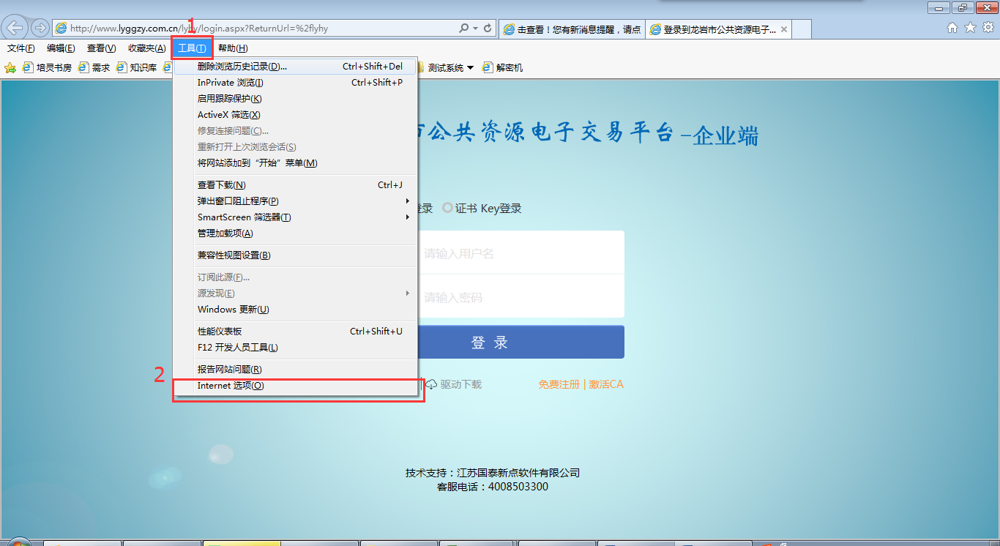 1
http://www.lyggzy.com.cn/lyhy/login.aspx?ReturnUrl=%2flyhy
击查看！您有新消息提醒，请点
登录到龙岩市公共资源电子...
文件(F) 编辑(E) 查看(V) 收藏夹(A) 工具(T) 帮助(H)
培灵书房 需求 知识库 测试系统 解密机
删除浏览历史记录(D)... Ctrl+Shift+Del
InPrivate 浏览(I) Ctrl+Shift+P
启用跟踪保护(K)
ActiveX 筛选(X)
修复连接问题(C)...
重新打开上次浏览会话(S)
将网站添加到“开始”菜单(M)
查看下载(N) Ctrl+J
弹出窗口阻止程序(P)
SmartScreen 筛选器(T)
管理加载项(A)
兼容性视图设置(B)
订阅此源(F)...
源发现(E)
Windows 更新(U)
性能仪表板 Ctrl+Shift+U
F12 开发人员工具(L)
报告网站问题(R)
2
Internet 选项(O)
市公共资源电子交易平台-企业端
登录 证书 Key登录
请输入用户名
请输入密码
登 录
驱动下载 免费注册 | 激活CA
技术支持：江苏国泰新点软件有限公司
客服电话：4008503300